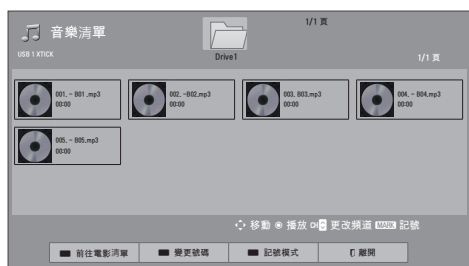 音樂清單
1/1 頁
USB 1 XTICK
Drive1
1/1 頁
001. - B01 .mp3
00:00
002. -B02.mp3
00:00
003. B03.mp3
00:00
004. - B04.mp3
00:00
005. - B05.mp3
00:00
移動 播放 CH 更改頻道 MARK 記號
前往電影清單 變更號碼 記號模式 離開